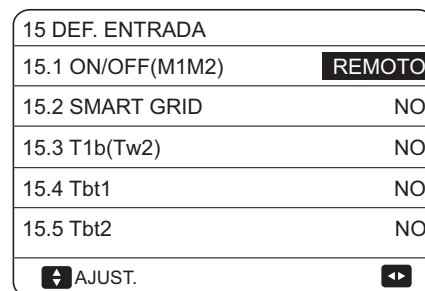 15 DEF. ENTRADA
15.1 ON/OFF(M1M2) REMOTO
15.2 SMART GRID NO
15.3 T1b(Tw2) NO
15.4 Tbt1 NO
15.5 Tbt2 NO
AJUST.